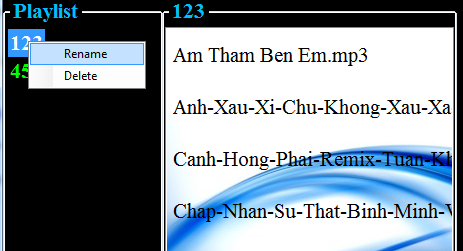 Playlist
123
Rename
Delete
45
123
Am Tham Ben Em.mp3
Anh-Xau-Xi-Chu-Khong-Xau-Xa
Canh-Hong-Phai-Remix-Tuan-Kh
Chap-Nhan-Su-That-Binh-Minh-V